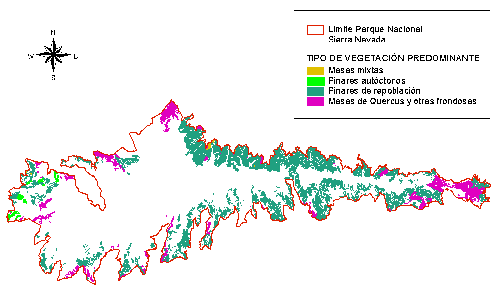 Límite Parque Nacional
Sierra Nevada
TIPO DE VEGETACIÓN PREDOMINANTE
Masas mixtas
Pinares autóctonos
Pinares de repoblación
Masas de Quercus y otras frondosas
N
S